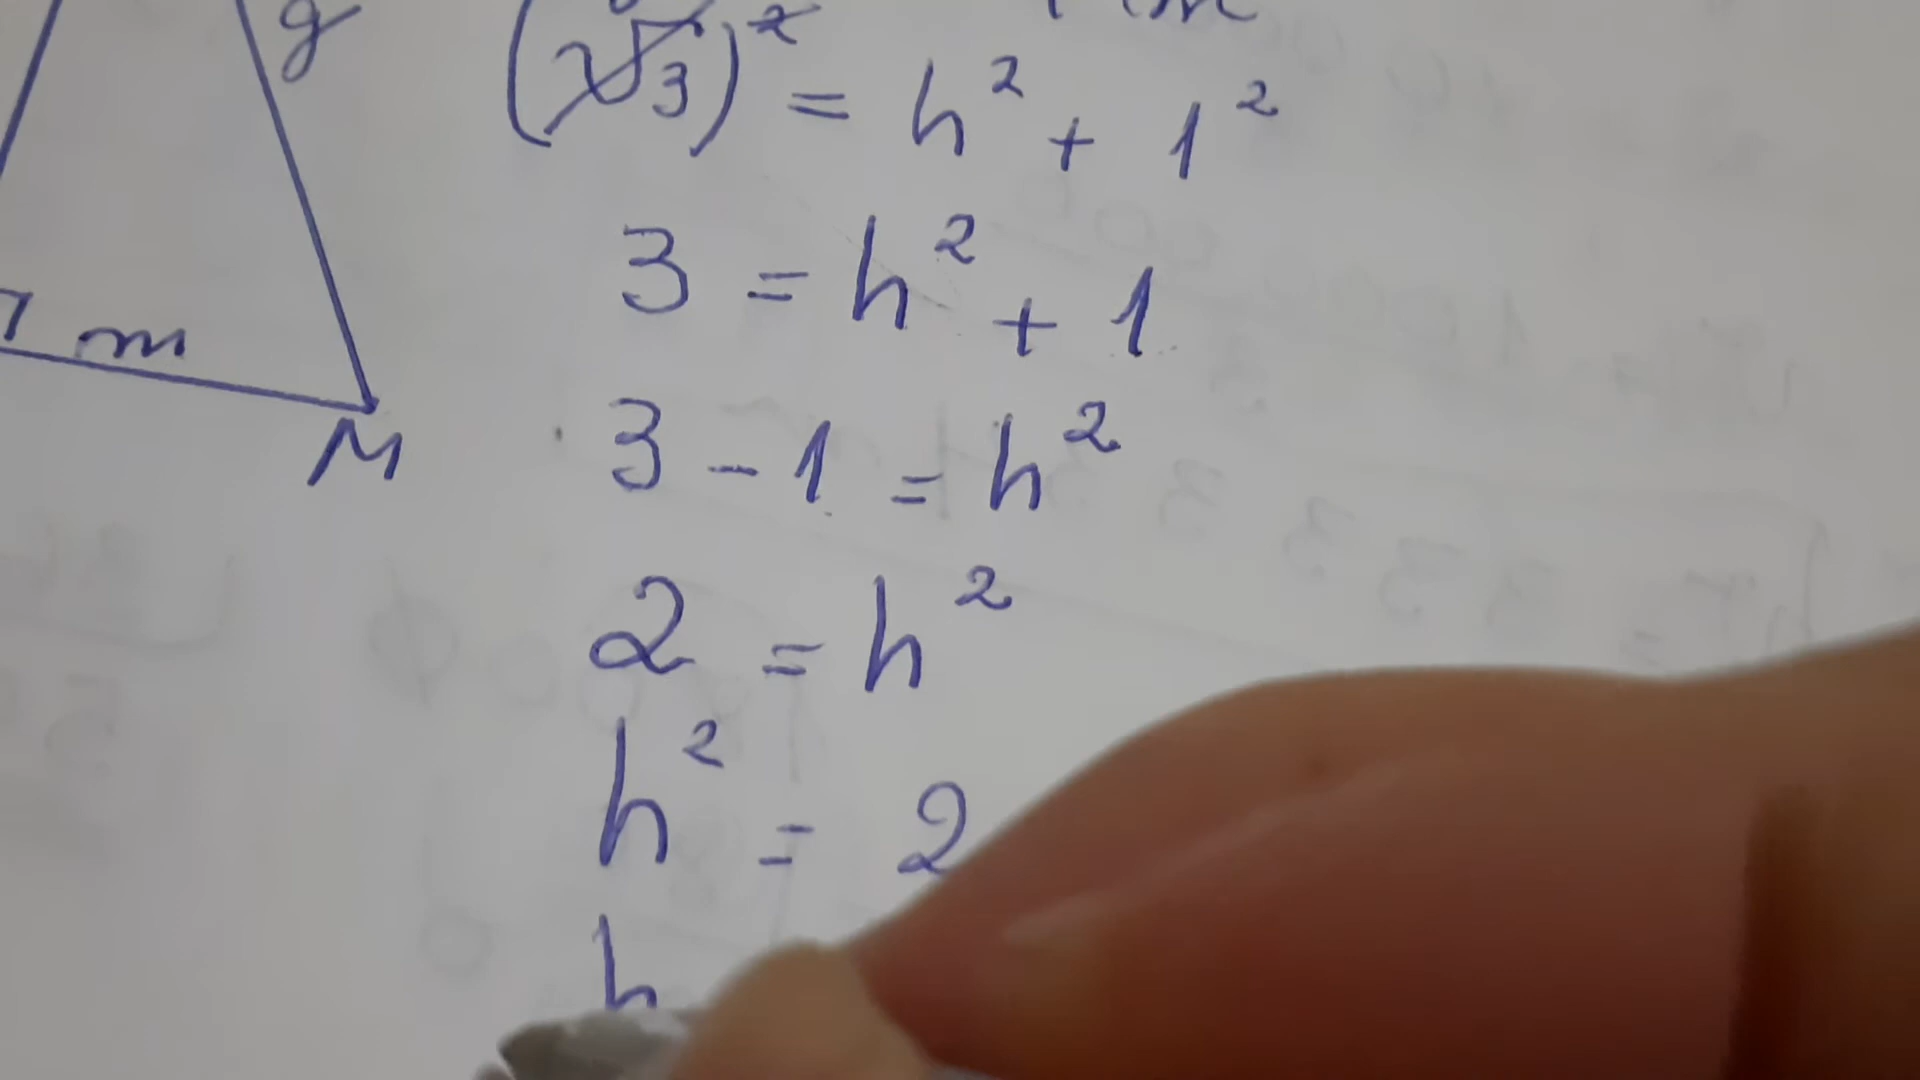 g
(√3)² = h² + 1²
3 = h² + 1
m
M
3 - 1 = h²
2 = h²
h² = 2
h